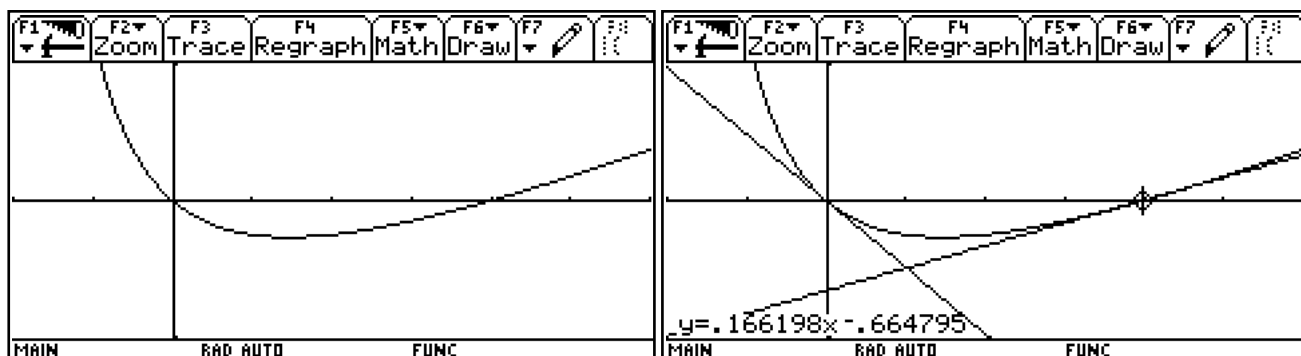 F1 F2 F3 F4 F5 F6 F7
Zoom Trace Regraph Math Draw
MAIN RAD AUTO FUNC
F1 F2 F3 F4 F5 F6 F7
Zoom Trace Regraph Math Draw
y=.166198x-.664795
MAIN RAD AUTO FUNC